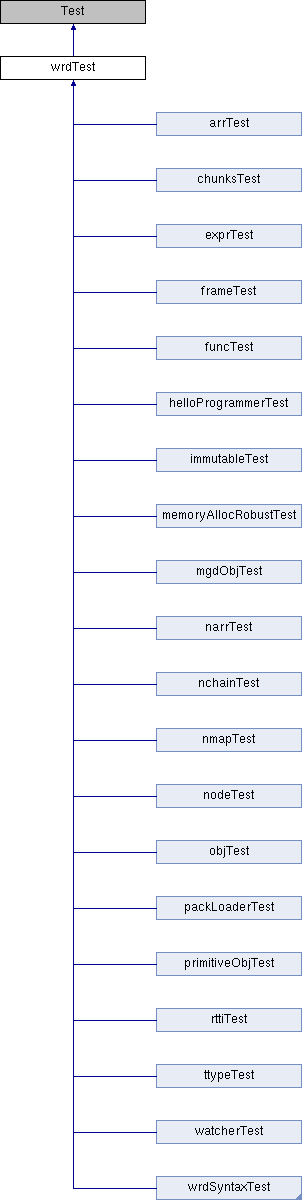 Test
wrdTest
arrTest
chunksTest
exprTest
frameTest
funcTest
helloProgrammerTest
immutableTest
memoryAllocRobustTest
mgdObjTest
narrTest
nchainTest
nmapTest
nodeTest
objTest
packLoaderTest
primitiveObjTest
rttiTest
ttypeTest
watcherTest
wrdSyntaxTest